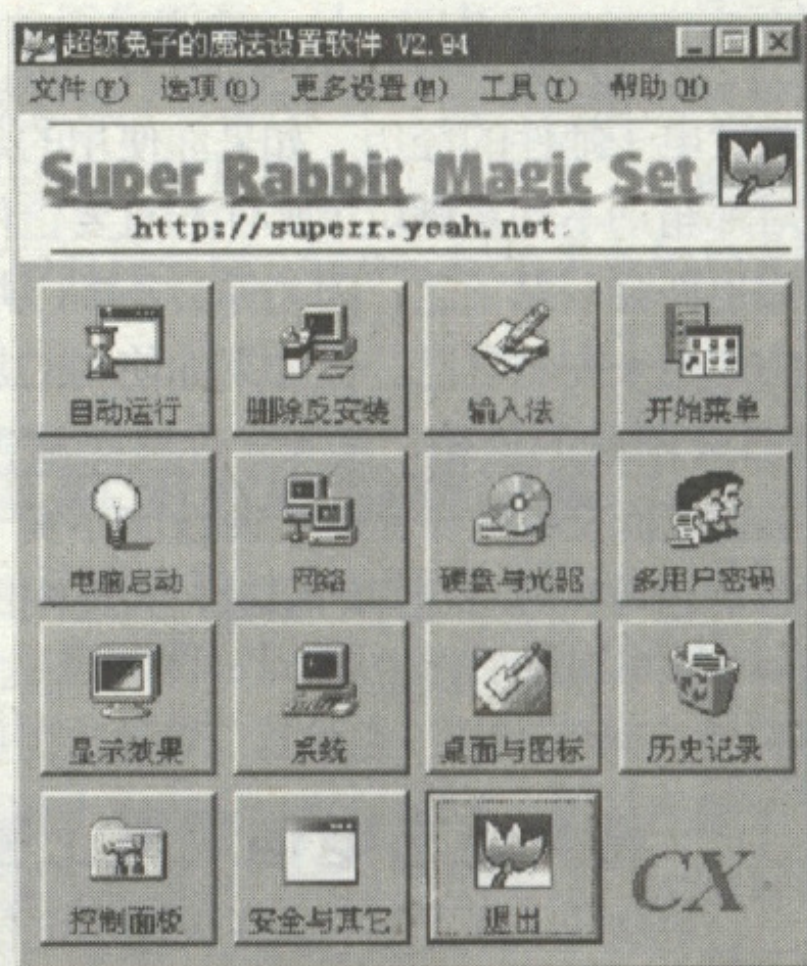 超级兔子的魔法设置软件 V2.94
文件(F) 选项(O) 更多设置(M) 工具(T) 帮助(H)
Super Rabbit Magic Set
http://superr.yeah.net
自动运行 删除反安装 输入法 开始菜单
电脑启动 网络 硬盘与光器 多用户密码
显示效果 系统 桌面与图标 历史记录
控制面板 安全与其它 退出 CX